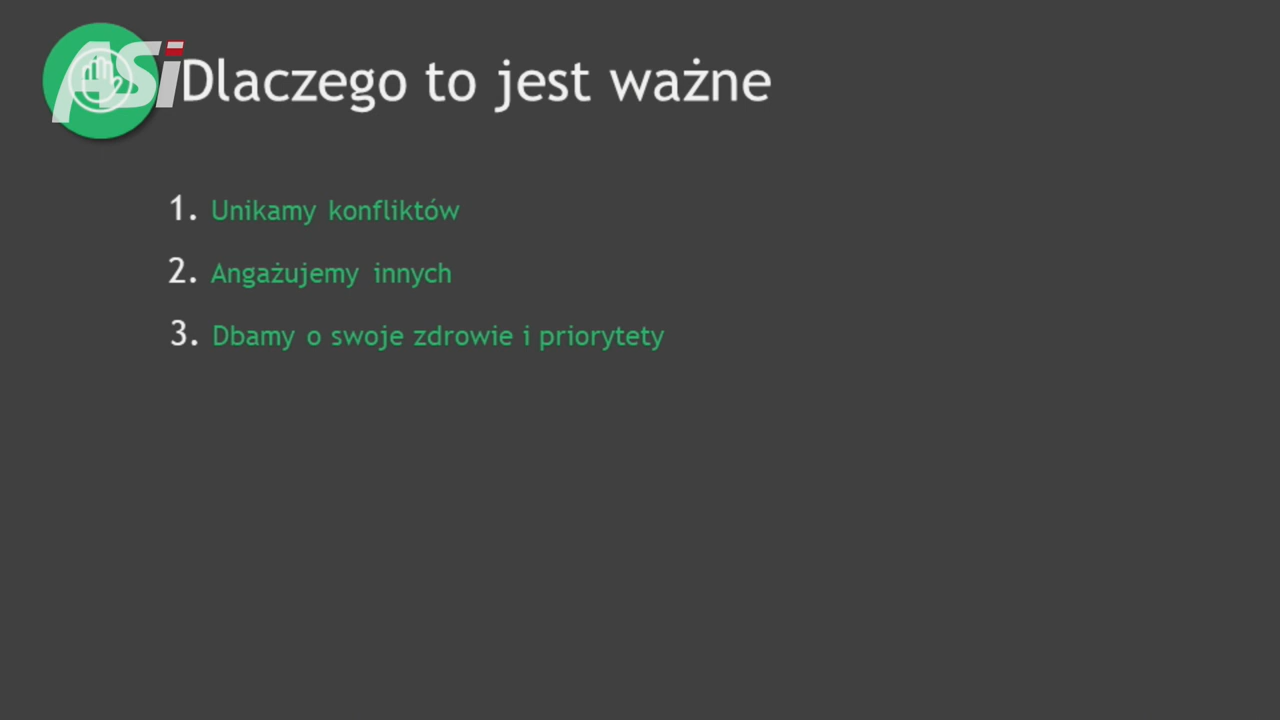 ASi
Dlaczego to jest ważne
1. Unikamy konfliktów
2. Angażujemy innych
3. Dbamy o swoje zdrowie i priorytety